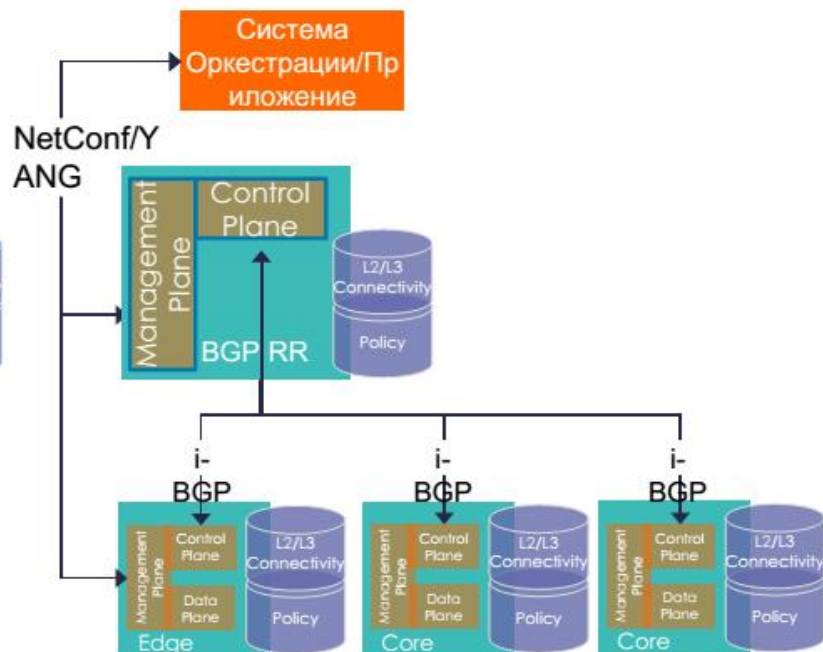 Система
Оркестрации/Пр
иложение
NetConf/Y
ANG
Management
Plane
Control
Plane
BGP RR
L2/L3
Connectivity
Policy
i-
BGP
i-
BGP
i-
BGP
Management
Plane
Control
Plane
Data
Plane
Edge
L2/L3
Connectivity
Policy
Management
Plane
Control
Plane
Data
Plane
Core
L2/L3
Connectivity
Policy
Management
Plane
Control
Plane
Data
Plane
Core
L2/L3
Connectivity
Policy